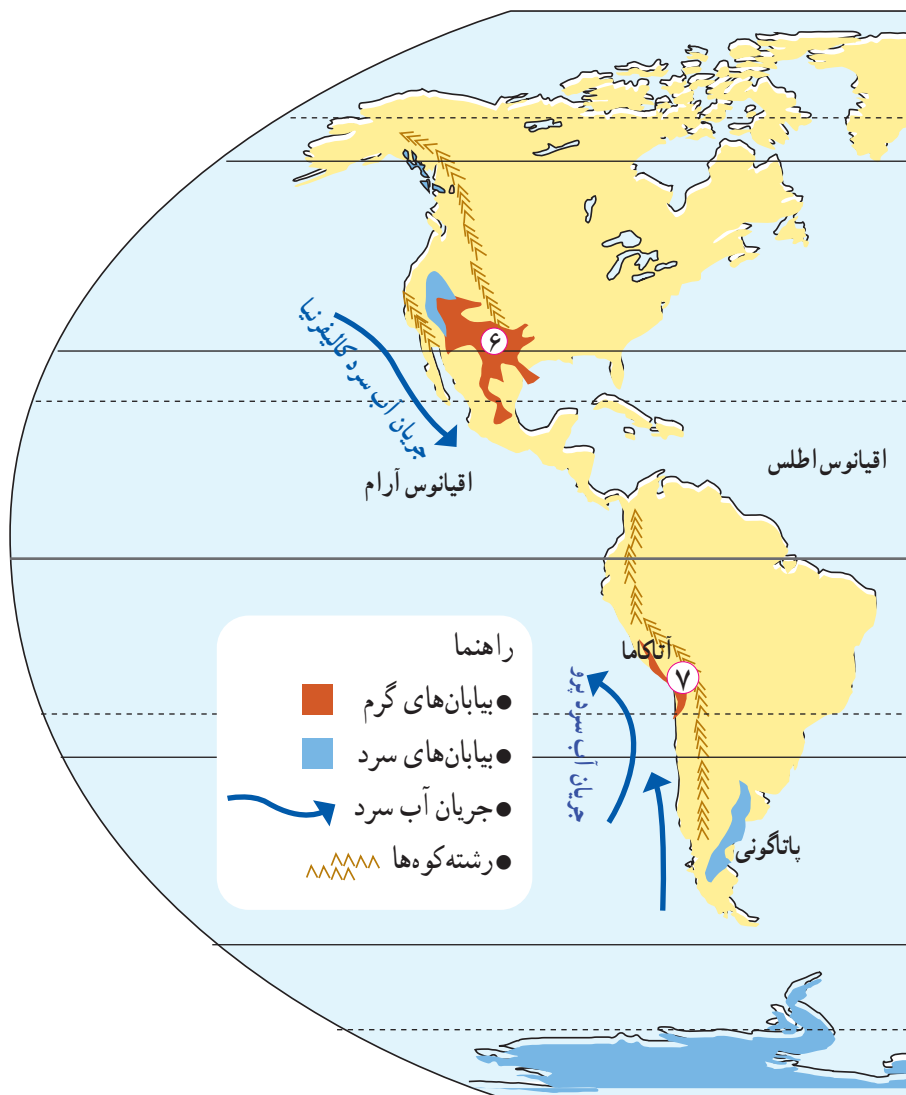 ۶
جریان آب سرد کالیفرنیا
اقیانوس اطلس
اقیانوس آرام
آتاکاما
۷
جریان آب سرد پرو
پاتاگونی
راهنما
● بیابان‌های گرم
● بیابان‌های سرد
● جریان آب سرد
● رشته‌کوه‌ها